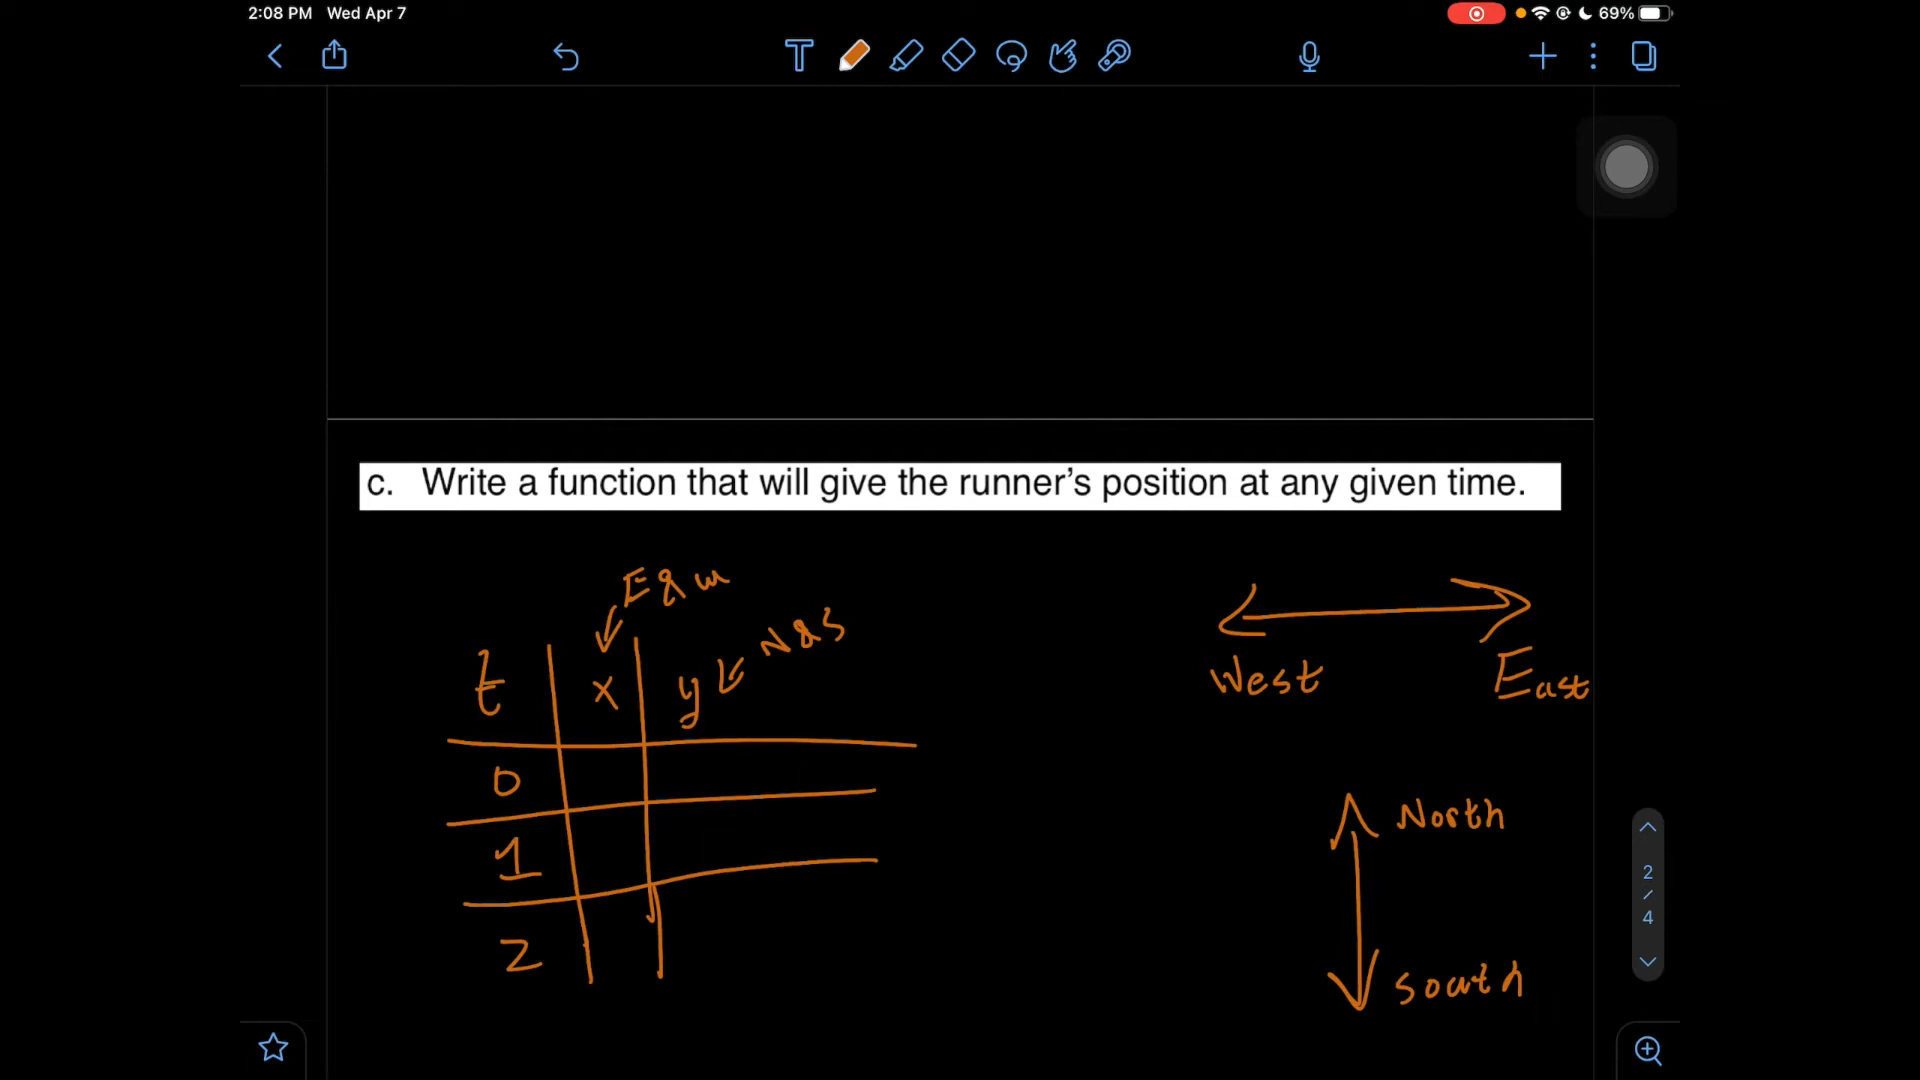 2:08 PM Wed Apr 7
69%
T
c. Write a function that will give the runner's position at any given time.
E & W
N & S
t x y
0
1
2
West
East
North
South
2
/
4